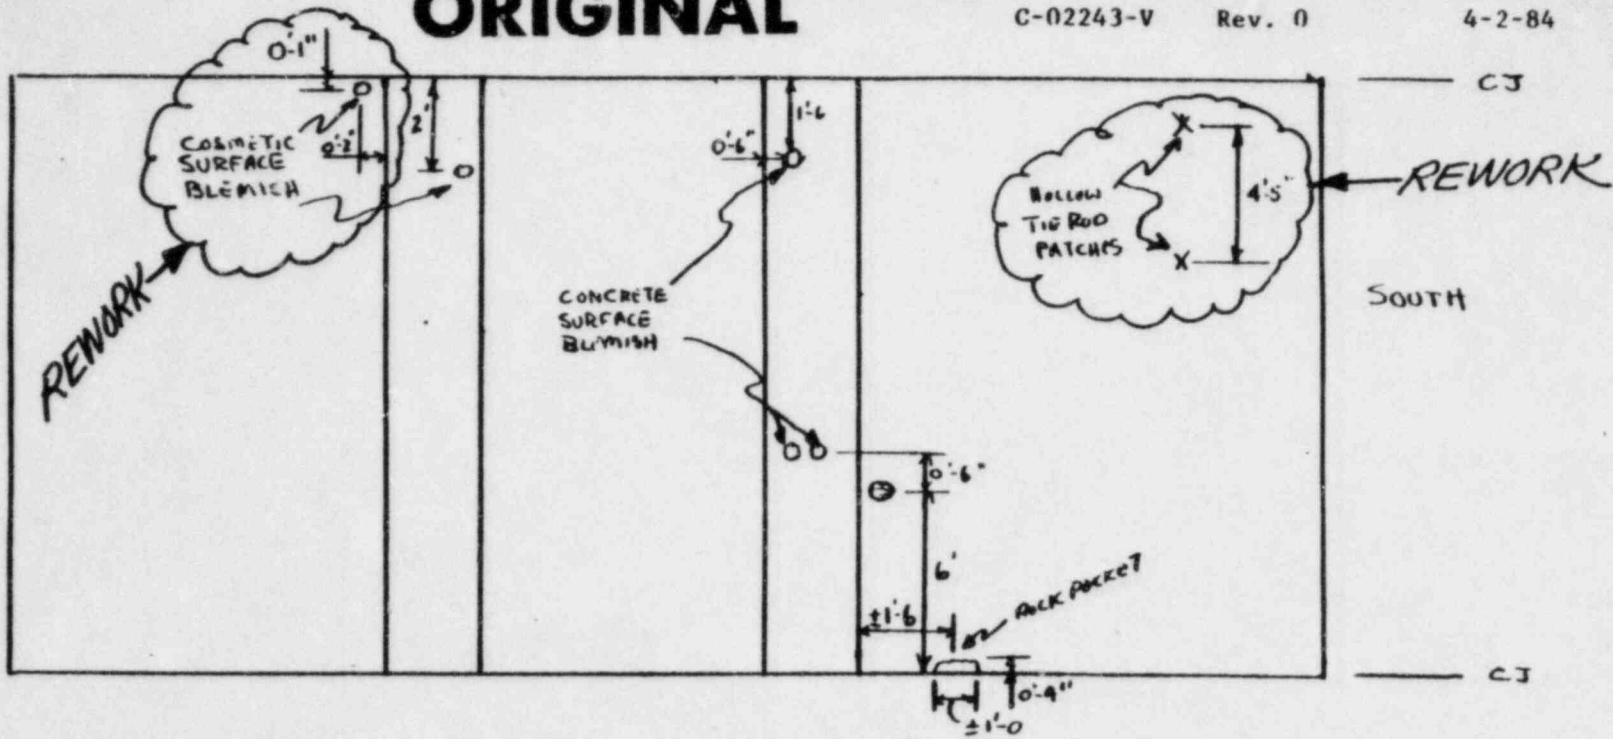 ORIGINAL
C-02243-V Rev. 0 4-2-84
0'-1"
COSMETIC
SURFACE
BLEMISH
0'-2"
2'
REWORK
1'-6
0'-6"
CONCRETE
SURFACE
BLEMISH
HOLLOW
TIE ROD
PATCHES
4'-5"
REWORK
CJ
SOUTH
0'-6"
6'
±1'-6
ROCK POCKET
±1'-0
CJ